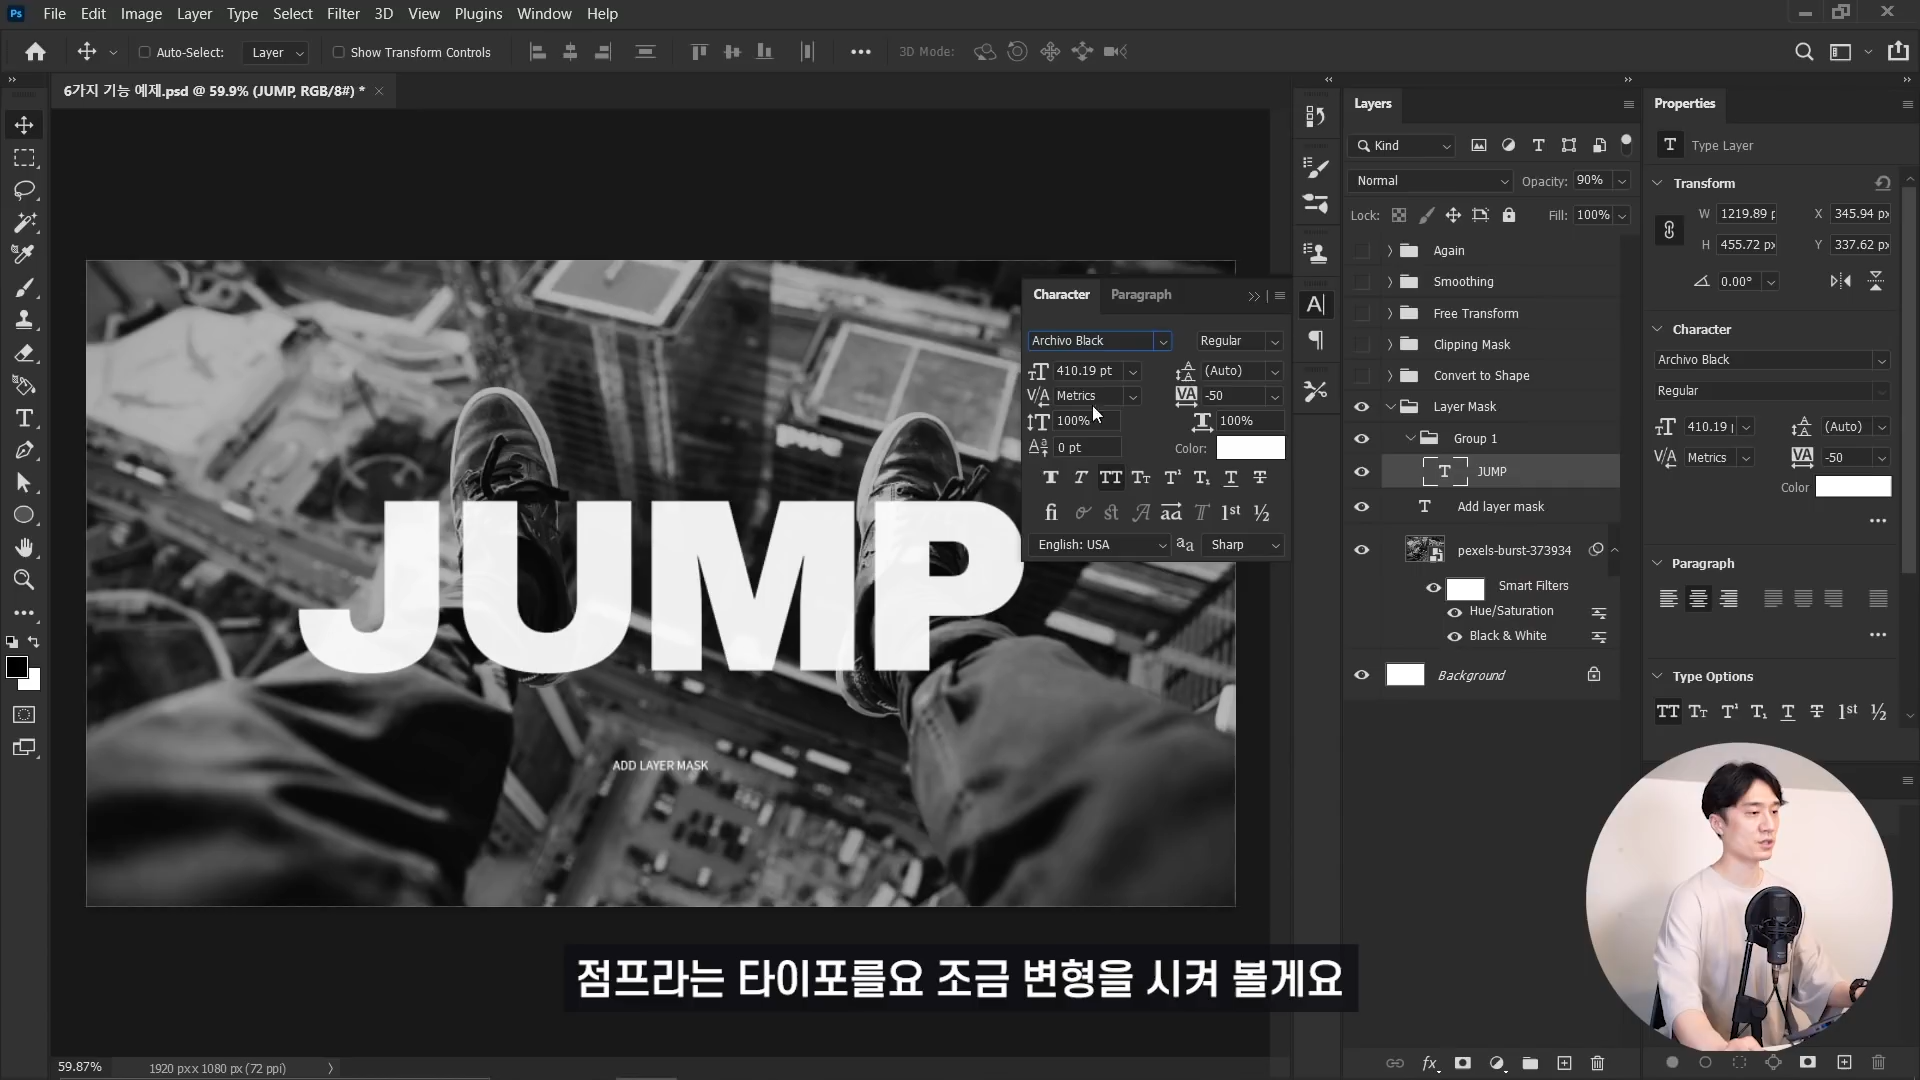 Ps File Edit Image Layer Type Select Filter 3D View Plugins Window Help
Auto-Select: Layer Show Transform Controls 3D Mode:
6가지 기능 예제.psd @ 59.9% (JUMP, RGB/8#) *
Layers
Kind
Normal Opacity: 90%
Lock: Fill: 100%
Again
Smoothing
Free Transform
Clipping Mask
Convert to Shape
Layer Mask
Group 1
JUMP
Add layer mask
pexels-burst-373934
Smart Filters
Hue/Saturation
Black & White
Background
Properties
Type Layer
Transform
W 1219.89 X 345.94 px
H 455.72 px Y 337.62 px
0.00°
Character
Archivo Black
Regular
410.19 (Auto)
Metrics -50
Color
Paragraph
Type Options
Character Paragraph
Archivo Black Regular
410.19 pt (Auto)
Metrics -50
100% 100%
0 pt Color:
English: USA Sharp
JUMP
ADD LAYER MASK
점프라는 타이포를요 조금 변형을 시켜 볼게요
59.87% 1920 px x 1080 px (72 ppi)